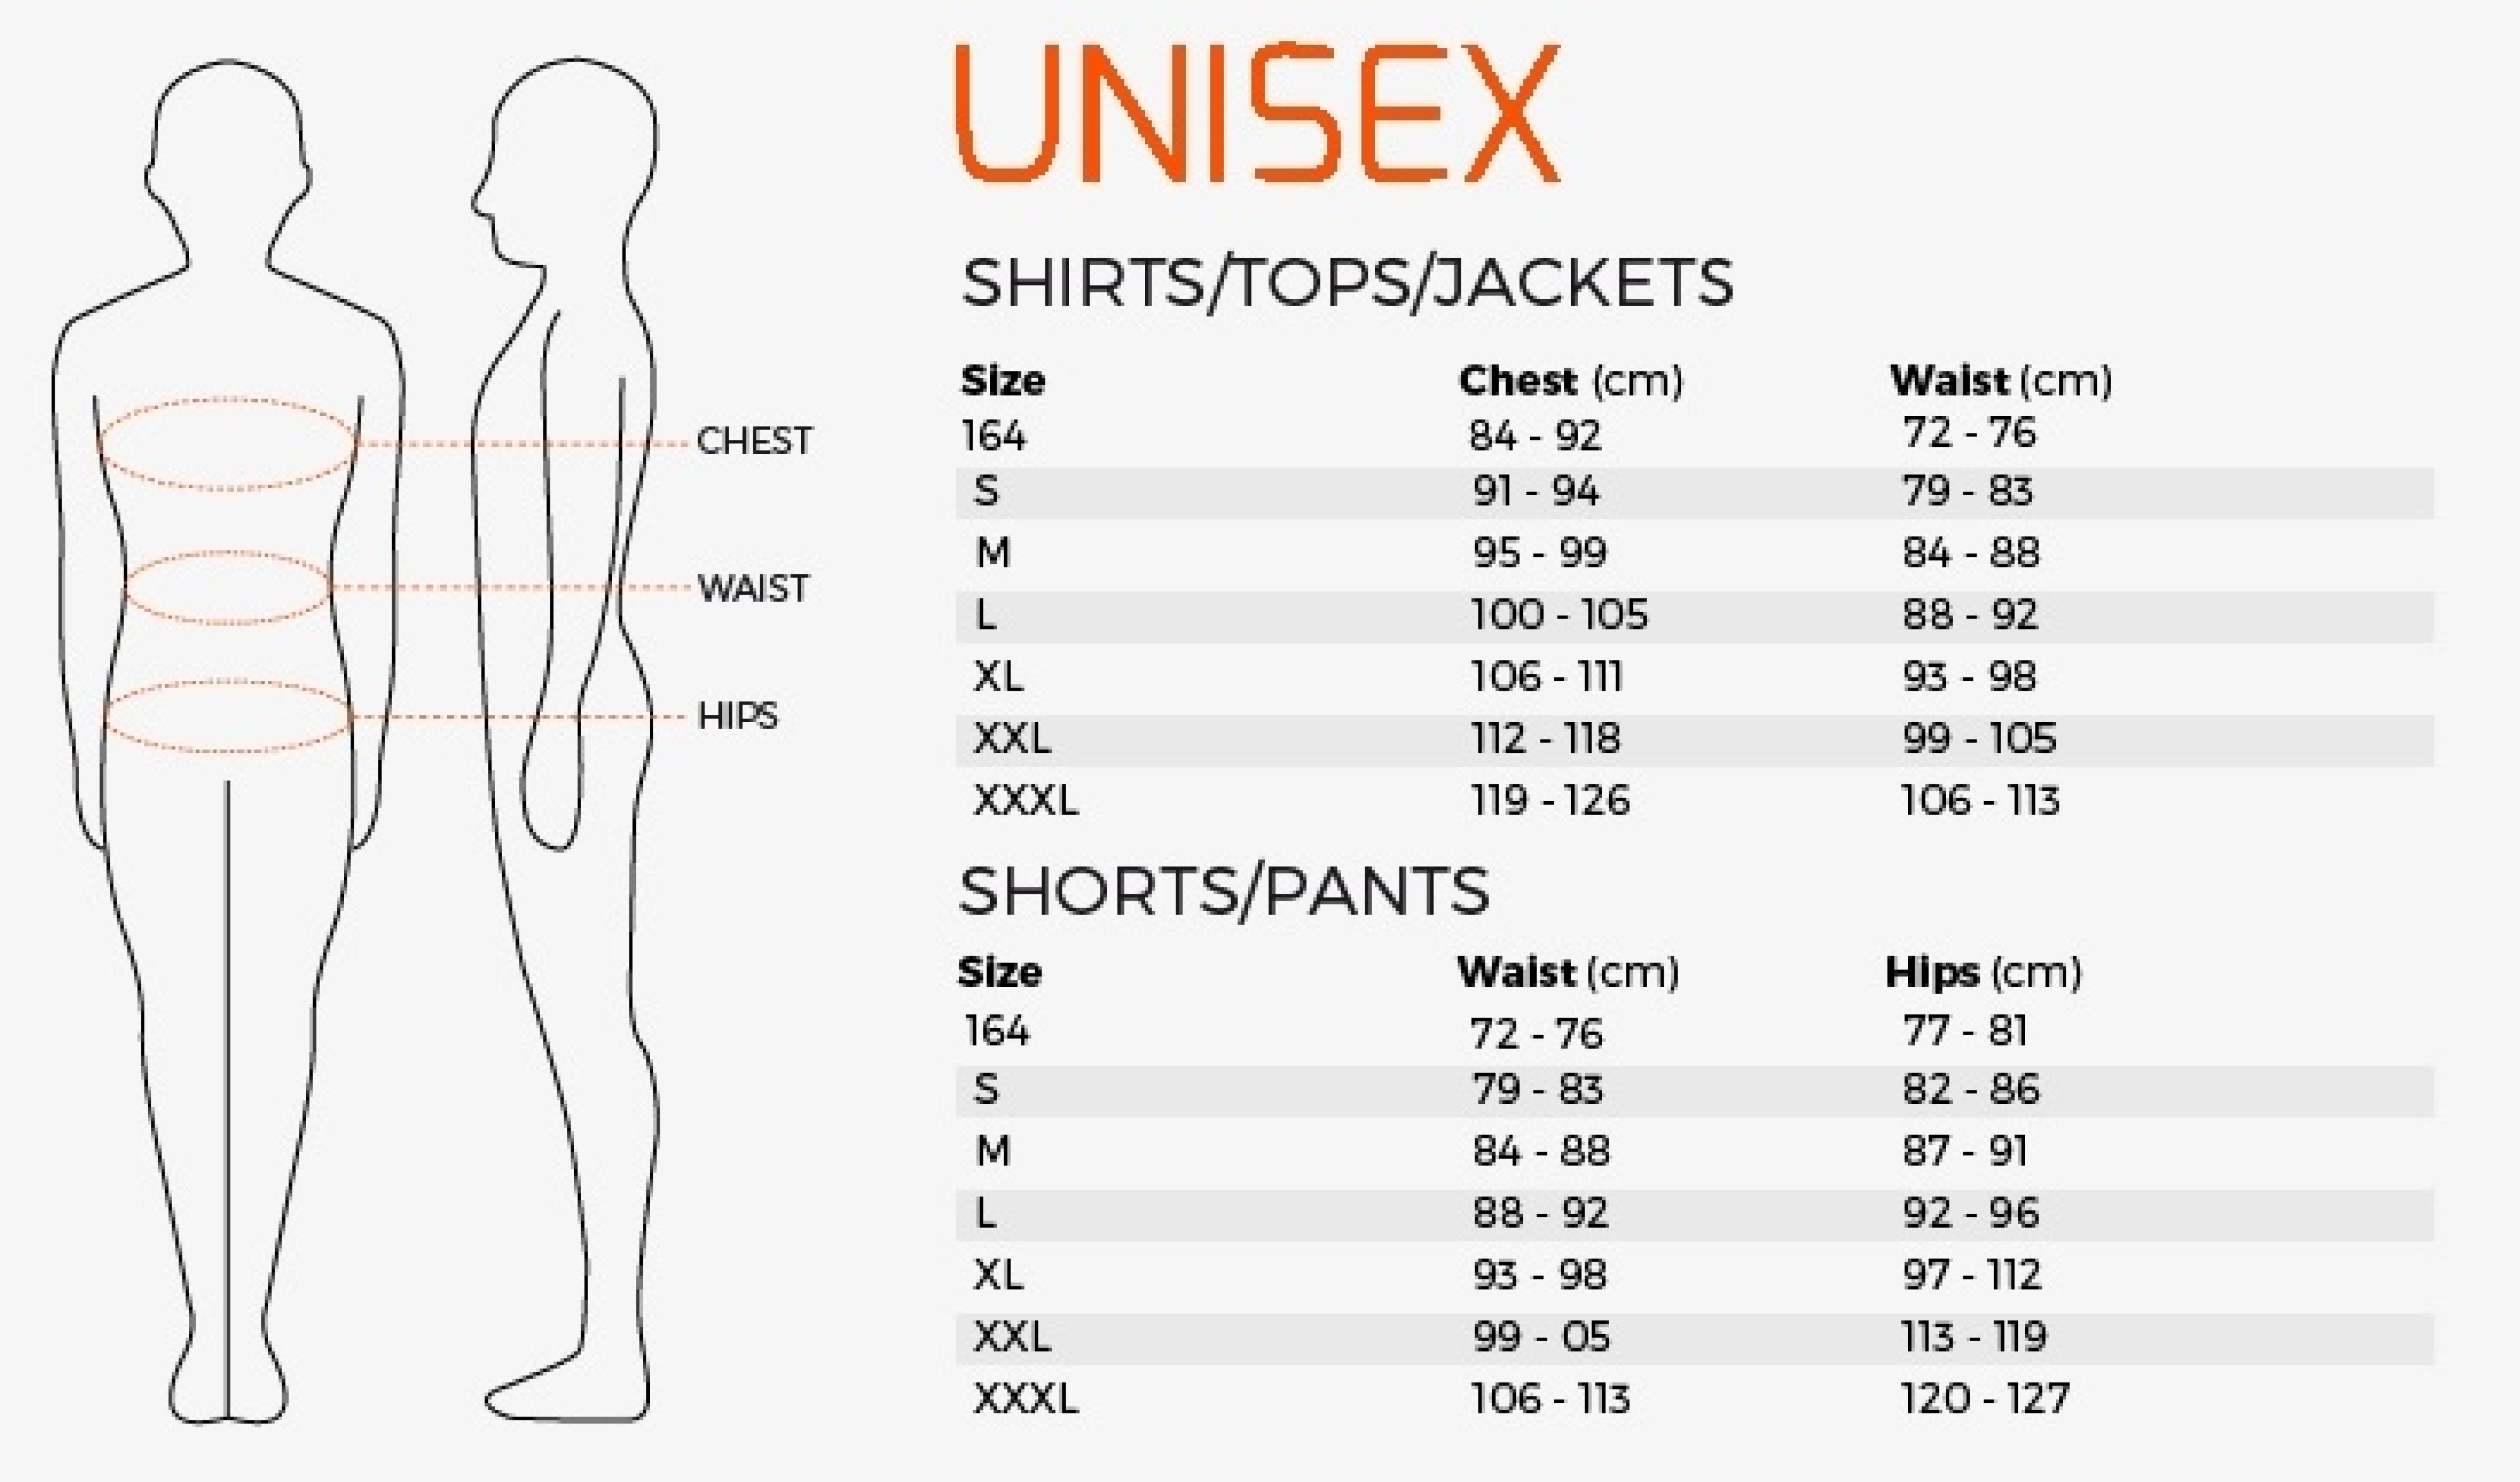 UNISEX
SHIRTS/TOPS/JACKETS
Size Chest (cm) Waist (cm)
164 84 - 92 72 - 76
S 91 - 94 79 - 83
M 95 - 99 84 - 88
L 100 - 105 88 - 92
XL 106 - 111 93 - 98
XXL 112 - 118 99 - 105
XXXL 119 - 126 106 - 113
SHORTS/PANTS
Size Waist (cm) Hips (cm)
164 72 - 76 77 - 81
S 79 - 83 82 - 86
M 84 - 88 87 - 91
L 88 - 92 92 - 96
XL 93 - 98 97 - 112
XXL 99 - 05 113 - 119
XXXL 106 - 113 120 - 127
CHEST
WAIST
HIPS